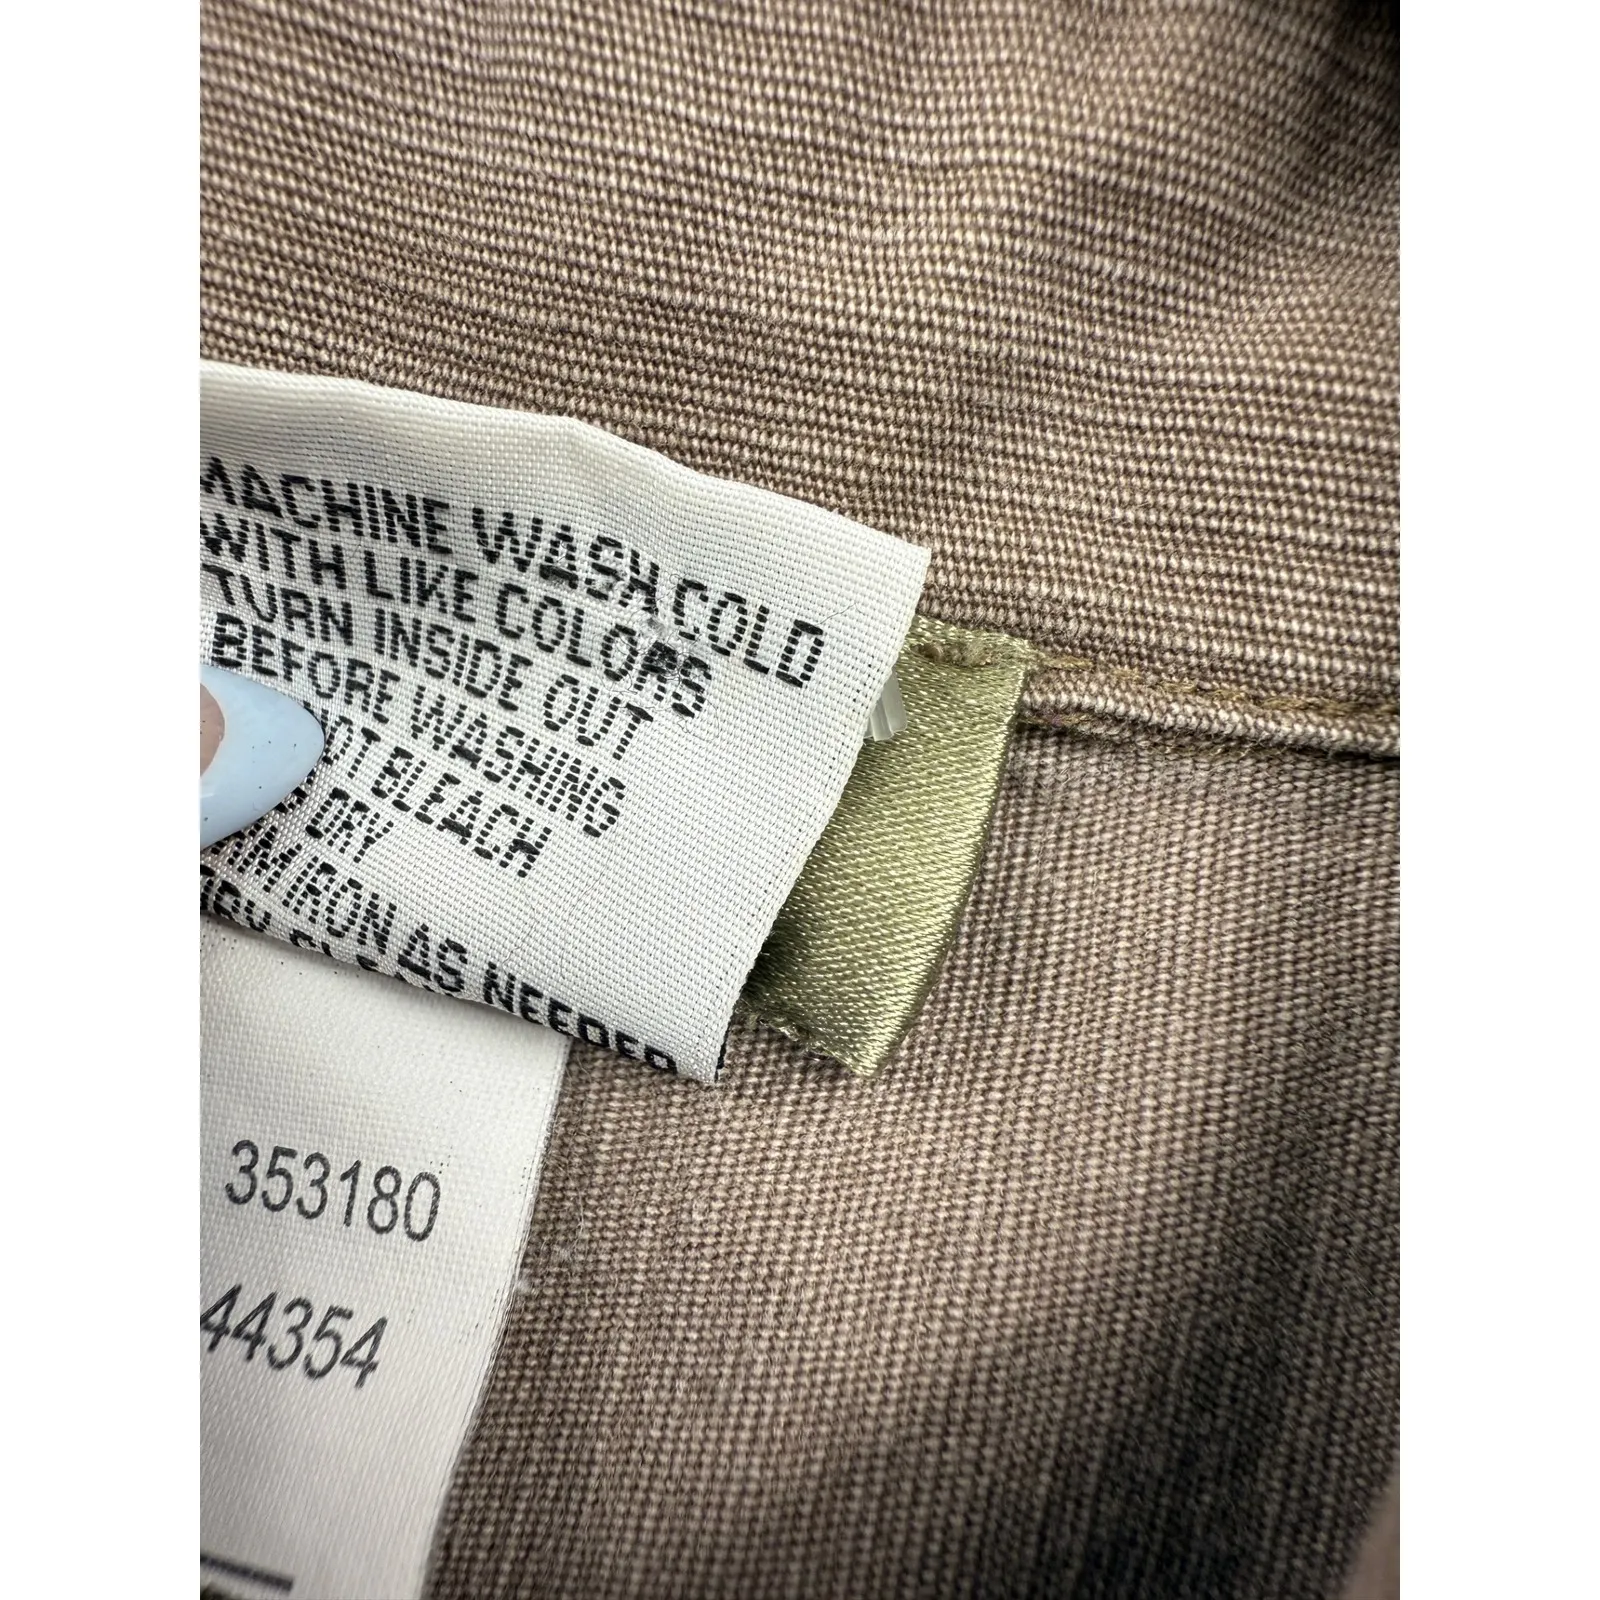 MACHINE WASH COLD
WITH LIKE COLORS
TURN INSIDE OUT
BEFORE WASHING
BLEACH
DRY
IRON AS NEEDED
353180
44354